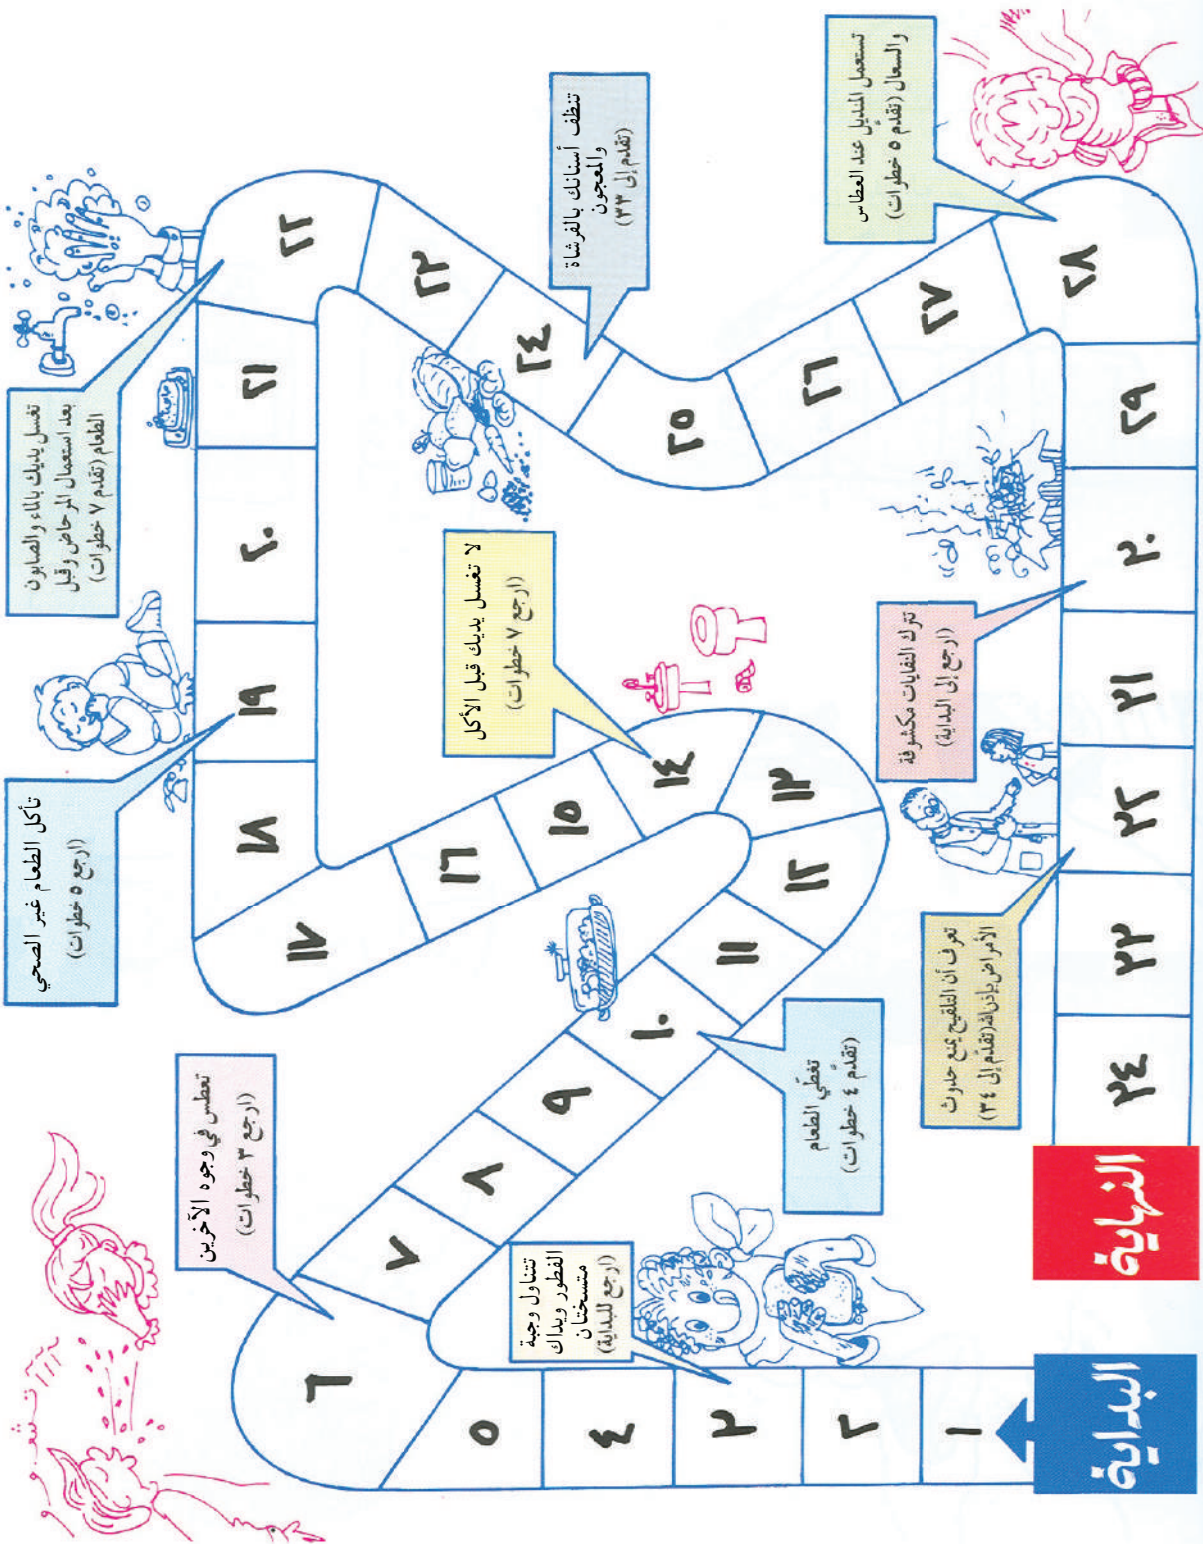 البداية
١
٢
٣
تتناول وجبة
الفطور ويداك
متسختان
(ارجع للبداية)
٤
٥
٦
تعطس في وجوه الآخرين
(ارجع ٣ خطوات)
٧
٨
٩
١٠
تغطّي الطعام
(تقدّم ٤ خطوات)
١١
١٢
١٣
١٤
لا تغسل يديك قبل الأكل
(ارجع ٧ خطوات)
١٥
١٦
١٧
١٨
١٩
تأكل الطعام غير الصحي
(ارجع ٥ خطوات)
٢٠
٢١
٢٢
تغسل يديك بالماء والصابون
بعد استعمال المرحاض وقبل
الطعام (تقدم ٧ خطوات)
٢٣
٢٤
تنظف أسنانك بالفرشاة
والمعجون
(تقدم إلى ٣٣)
٢٥
٢٦
٢٧
٢٨
تستعمل المنديل عند العطاس
والسعال (تقدّم ٥ خطوات)
٢٩
٣٠
تترك النفايات مكشوفة
(ارجع إلى البداية)
٣١
٣٢
تعرف أن التلقيح يمنع حدوث
الأمراض بإذن الله (تقدّم إلى ٣٤)
٣٣
٣٤
النهاية